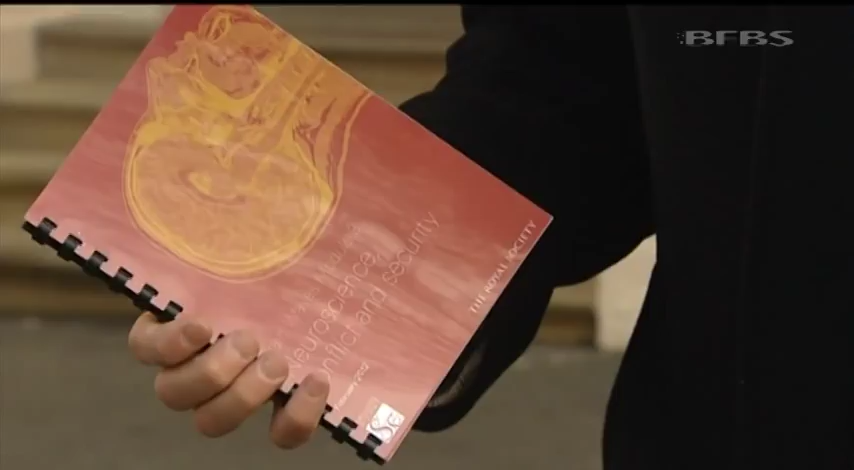 BFBS
Neuroscience,
conflict and security
February 2012
THE ROYAL SOCIETY